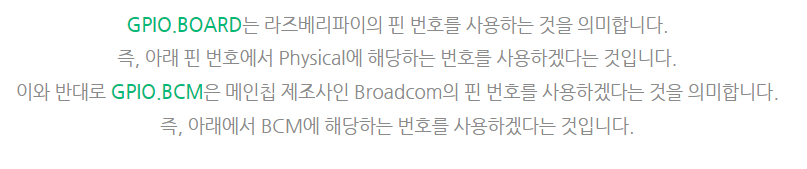 GPIO.BOARD는 라즈베리파이의 핀 번호를 사용하는 것을 의미합니다.
즉, 아래 핀 번호에서 Physical에 해당하는 번호를 사용하겠다는 것입니다.
이와 반대로 GPIO.BCM은 메인칩 제조사인 Broadcom의 핀 번호를 사용하겠다는 것을 의미합니다.
즉, 아래에서 BCM에 해당하는 번호를 사용하겠다는 것입니다.